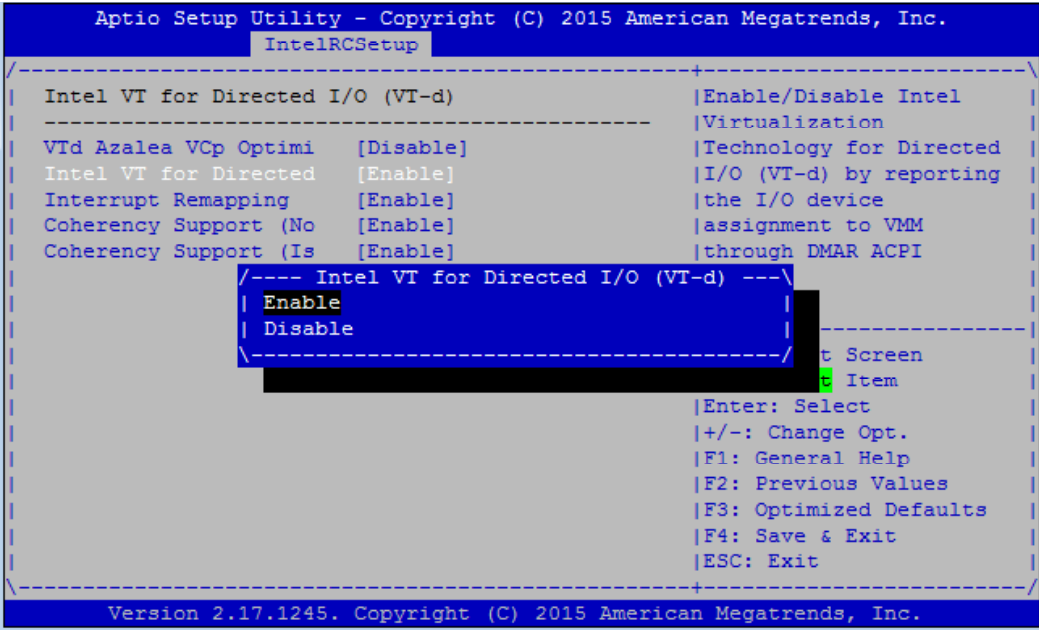 Aptio Setup Utility - Copyright (C) 2015 American Megatrends, Inc.
IntelRCSetup
Intel VT for Directed I/O (VT-d)
VTd Azalea VCp Optimi [Disable]
Intel VT for Directed [Enable]
Interrupt Remapping [Enable]
Coherency Support (No [Enable]
Coherency Support (Is [Enable]
Enable/Disable Intel
Virtualization
Technology for Directed
I/O (VT-d) by reporting
the I/O device
assignment to VMM
through DMAR ACPI
Intel VT for Directed I/O (VT-d)
Enable
Disable
t Screen
t Item
Enter: Select
+/-: Change Opt.
F1: General Help
F2: Previous Values
F3: Optimized Defaults
F4: Save & Exit
ESC: Exit
Version 2.17.1245. Copyright (C) 2015 American Megatrends, Inc.